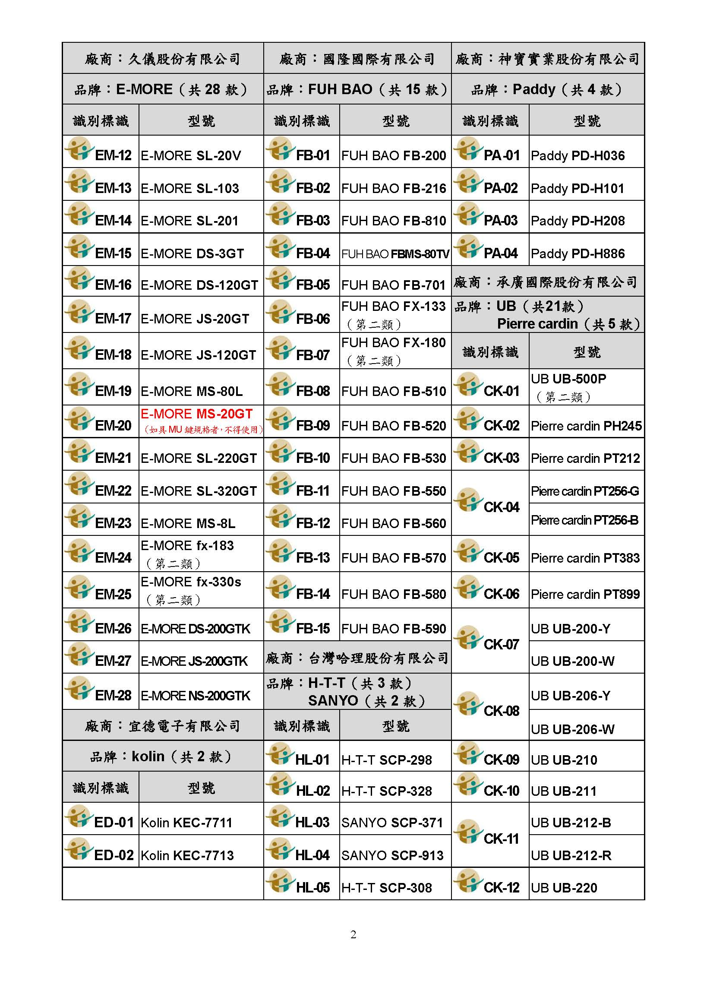 廠商：久儀股份有限公司
品牌：E-MORE（共 28 款）
識別標識 型號
EM-12 E-MORE SL-20V
EM-13 E-MORE SL-103
EM-14 E-MORE SL-201
EM-15 E-MORE DS-3GT
EM-16 E-MORE DS-120GT
EM-17 E-MORE JS-20GT
EM-18 E-MORE JS-120GT
EM-19 E-MORE MS-80L
EM-20 E-MORE MS-20GT
（如具 MU 鍵規格者，不得使用）
EM-21 E-MORE SL-220GT
EM-22 E-MORE SL-320GT
EM-23 E-MORE MS-8L
EM-24 E-MORE fx-183
（第二類）
EM-25 E-MORE fx-330s
（第二類）
EM-26 E-MORE DS-200GTK
EM-27 E-MORE JS-200GTK
EM-28 E-MORE NS-200GTK
廠商：宜德電子有限公司
品牌：kolin（共 2 款）
識別標識 型號
ED-01 Kolin KEC-7711
ED-02 Kolin KEC-7713
廠商：國隆國際有限公司
品牌：FUH BAO（共 15 款）
識別標識 型號
FB-01 FUH BAO FB-200
FB-02 FUH BAO FB-216
FB-03 FUH BAO FB-810
FB-04 FUH BAO FBMS-80TV
FB-05 FUH BAO FB-701
FB-06 FUH BAO FX-133
（第二類）
FB-07 FUH BAO FX-180
（第二類）
FB-08 FUH BAO FB-510
FB-09 FUH BAO FB-520
FB-10 FUH BAO FB-530
FB-11 FUH BAO FB-550
FB-12 FUH BAO FB-560
FB-13 FUH BAO FB-570
FB-14 FUH BAO FB-580
FB-15 FUH BAO FB-590
廠商：台灣哈理股份有限公司
品牌：H-T-T（共 3 款）
SANYO（共 2 款）
識別標識 型號
HL-01 H-T-T SCP-298
HL-02 H-T-T SCP-328
HL-03 SANYO SCP-371
HL-04 SANYO SCP-913
HL-05 H-T-T SCP-308
廠商：神寶實業股份有限公司
品牌：Paddy（共 4 款）
識別標識 型號
PA-01 Paddy PD-H036
PA-02 Paddy PD-H101
PA-03 Paddy PD-H208
PA-04 Paddy PD-H886
廠商：承廣國際股份有限公司
品牌：UB（共21款）
Pierre cardin（共 5 款）
識別標識 型號
CK-01 UB UB-500P
（第二類）
CK-02 Pierre cardin PH245
CK-03 Pierre cardin PT212
CK-04 Pierre cardin PT256-G
Pierre cardin PT256-B
CK-05 Pierre cardin PT383
CK-06 Pierre cardin PT899
CK-07 UB UB-200-Y
UB UB-200-W
CK-08 UB UB-206-Y
UB UB-206-W
CK-09 UB UB-210
CK-10 UB UB-211
CK-11 UB UB-212-B
UB UB-212-R
CK-12 UB UB-220
2